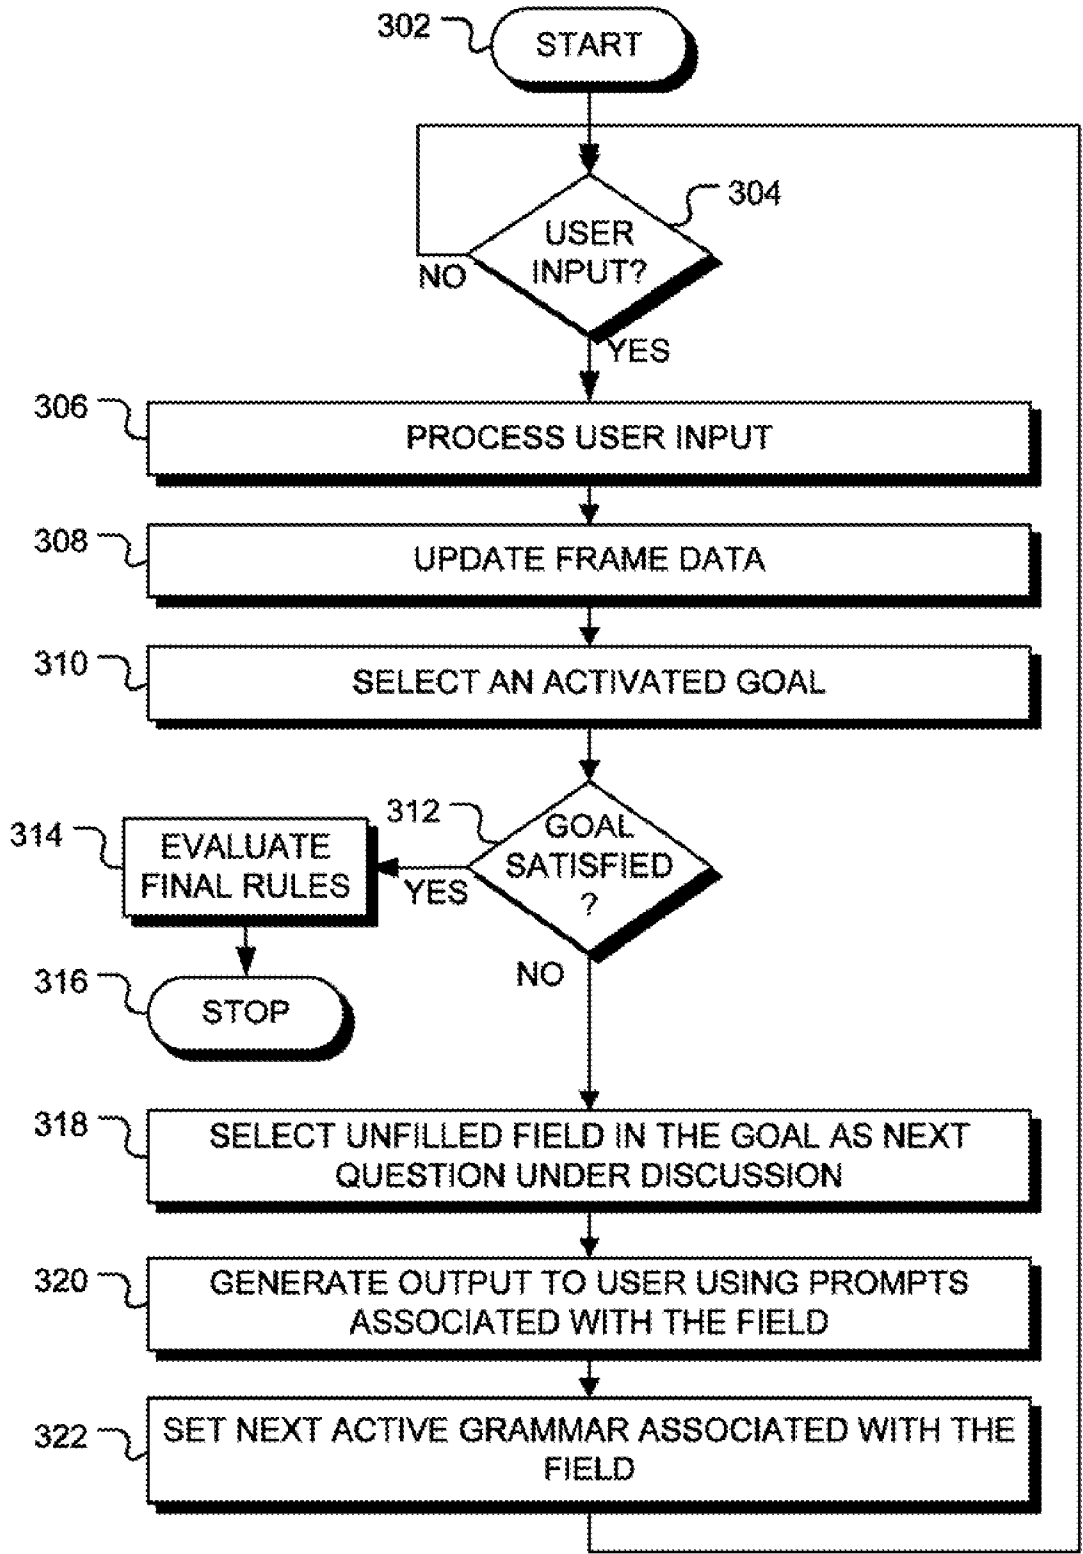 302
START
304
USER
INPUT?
NO
YES
306
PROCESS USER INPUT
308
UPDATE FRAME DATA
310
SELECT AN ACTIVATED GOAL
312
GOAL
SATISFIED
?
314
EVALUATE
FINAL RULES
YES
NO
316
STOP
318
SELECT UNFILLED FIELD IN THE GOAL AS NEXT
QUESTION UNDER DISCUSSION
320
GENERATE OUTPUT TO USER USING PROMPTS
ASSOCIATED WITH THE FIELD
322
SET NEXT ACTIVE GRAMMAR ASSOCIATED WITH THE
FIELD